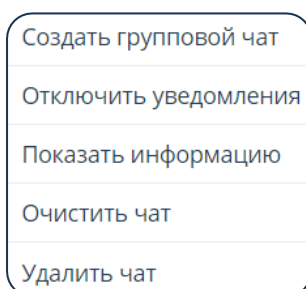 Создать групповой чат
Отключить уведомления
Показать информацию
Очистить чат
Удалить чат